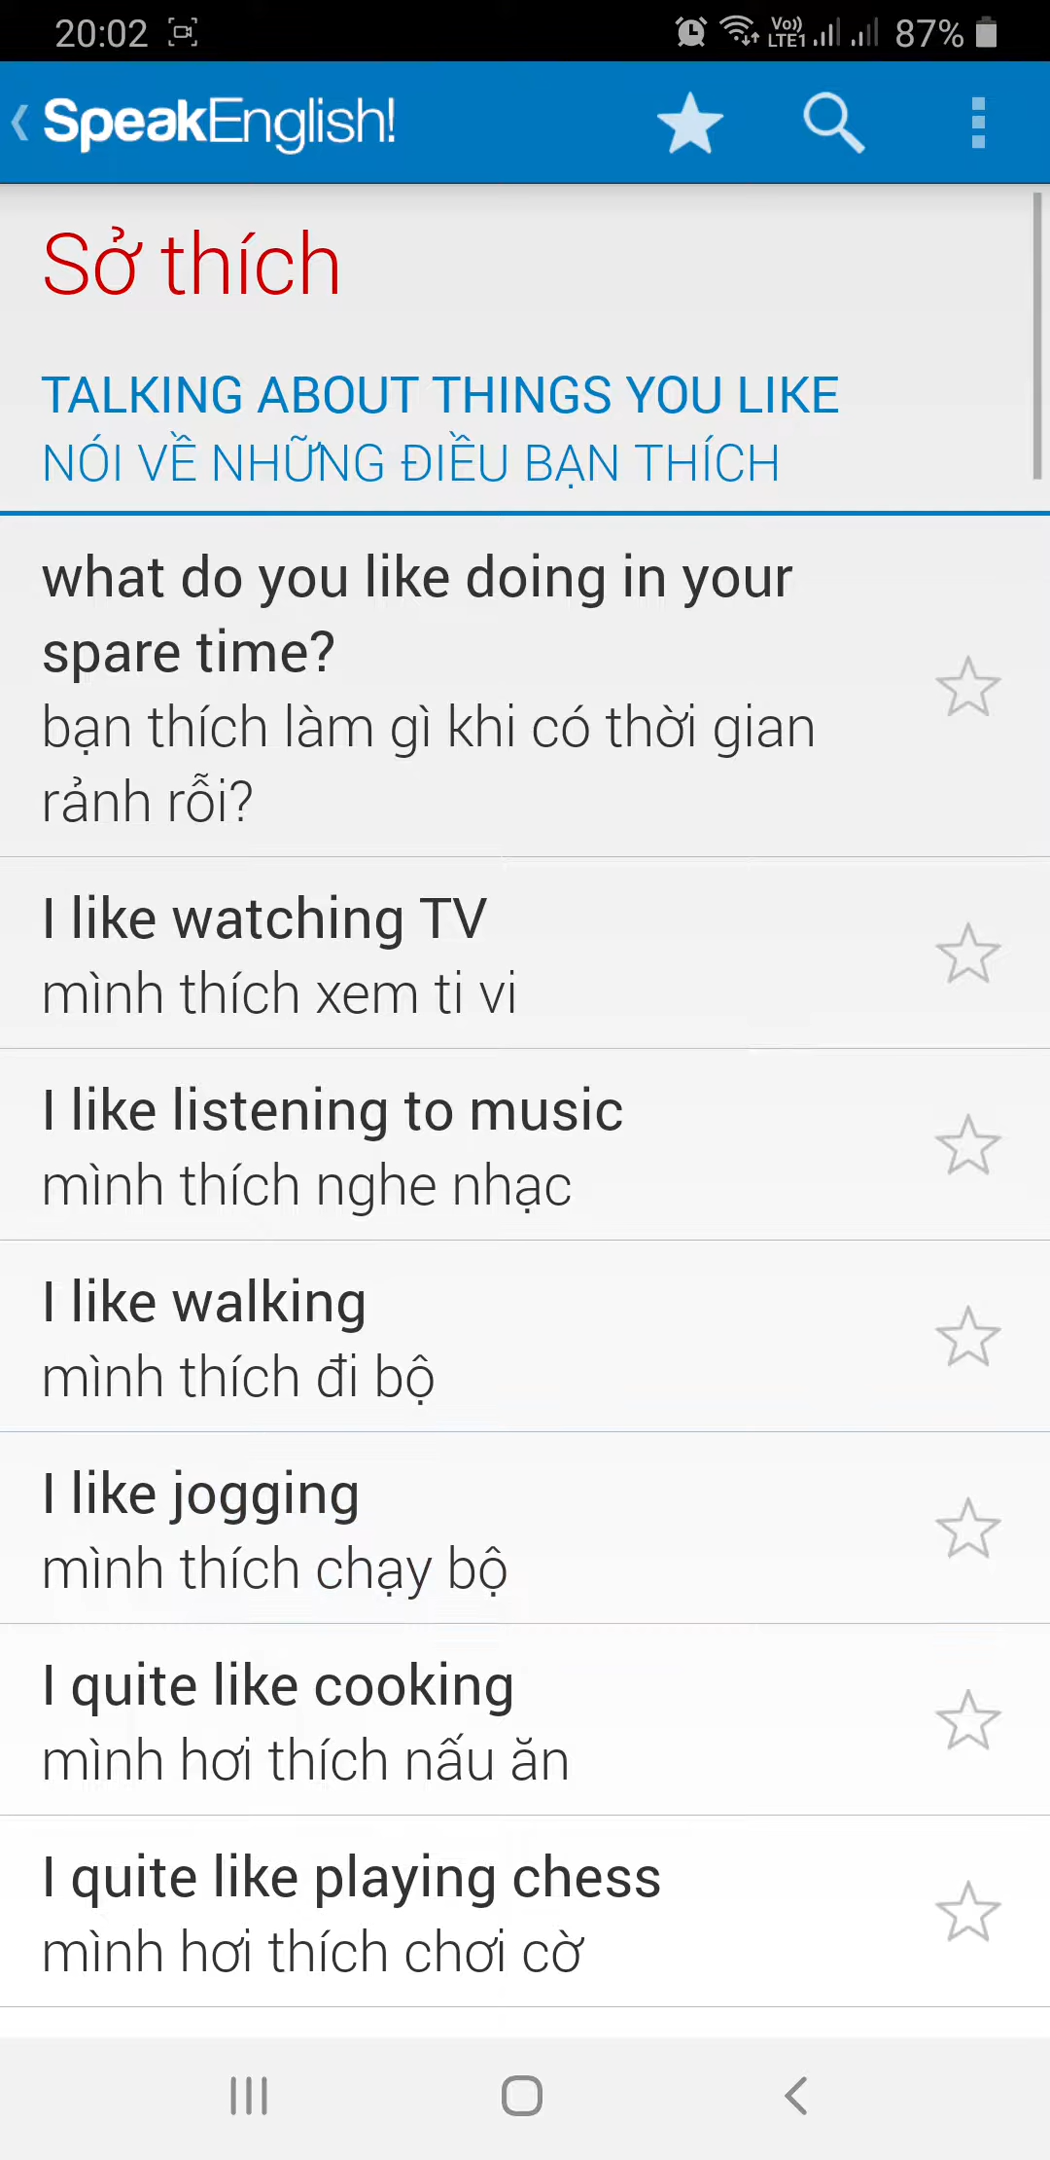 20:02 Vo)) LTE1 87%
SpeakEnglish!
Sở thích
TALKING ABOUT THINGS YOU LIKE
NÓI VỀ NHỮNG ĐIỀU BẠN THÍCH
what do you like doing in your
spare time?
bạn thích làm gì khi có thời gian
rảnh rỗi?
I like watching TV
mình thích xem ti vi
I like listening to music
mình thích nghe nhạc
I like walking
mình thích đi bộ
I like jogging
mình thích chạy bộ
I quite like cooking
mình hơi thích nấu ăn
I quite like playing chess
mình hơi thích chơi cờ